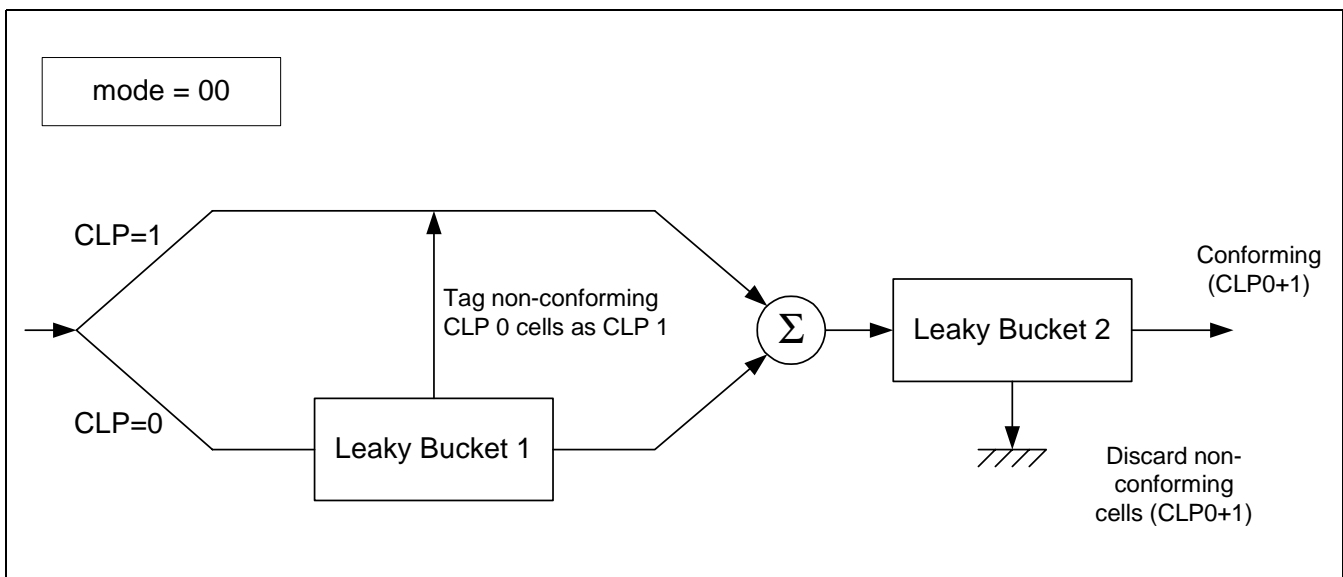 mode = 00
CLP=1
Tag non-conforming
CLP 0 cells as CLP 1
CLP=0
Leaky Bucket 1
Σ
Leaky Bucket 2
Conforming
(CLP0+1)
Discard non-
conforming
cells (CLP0+1)